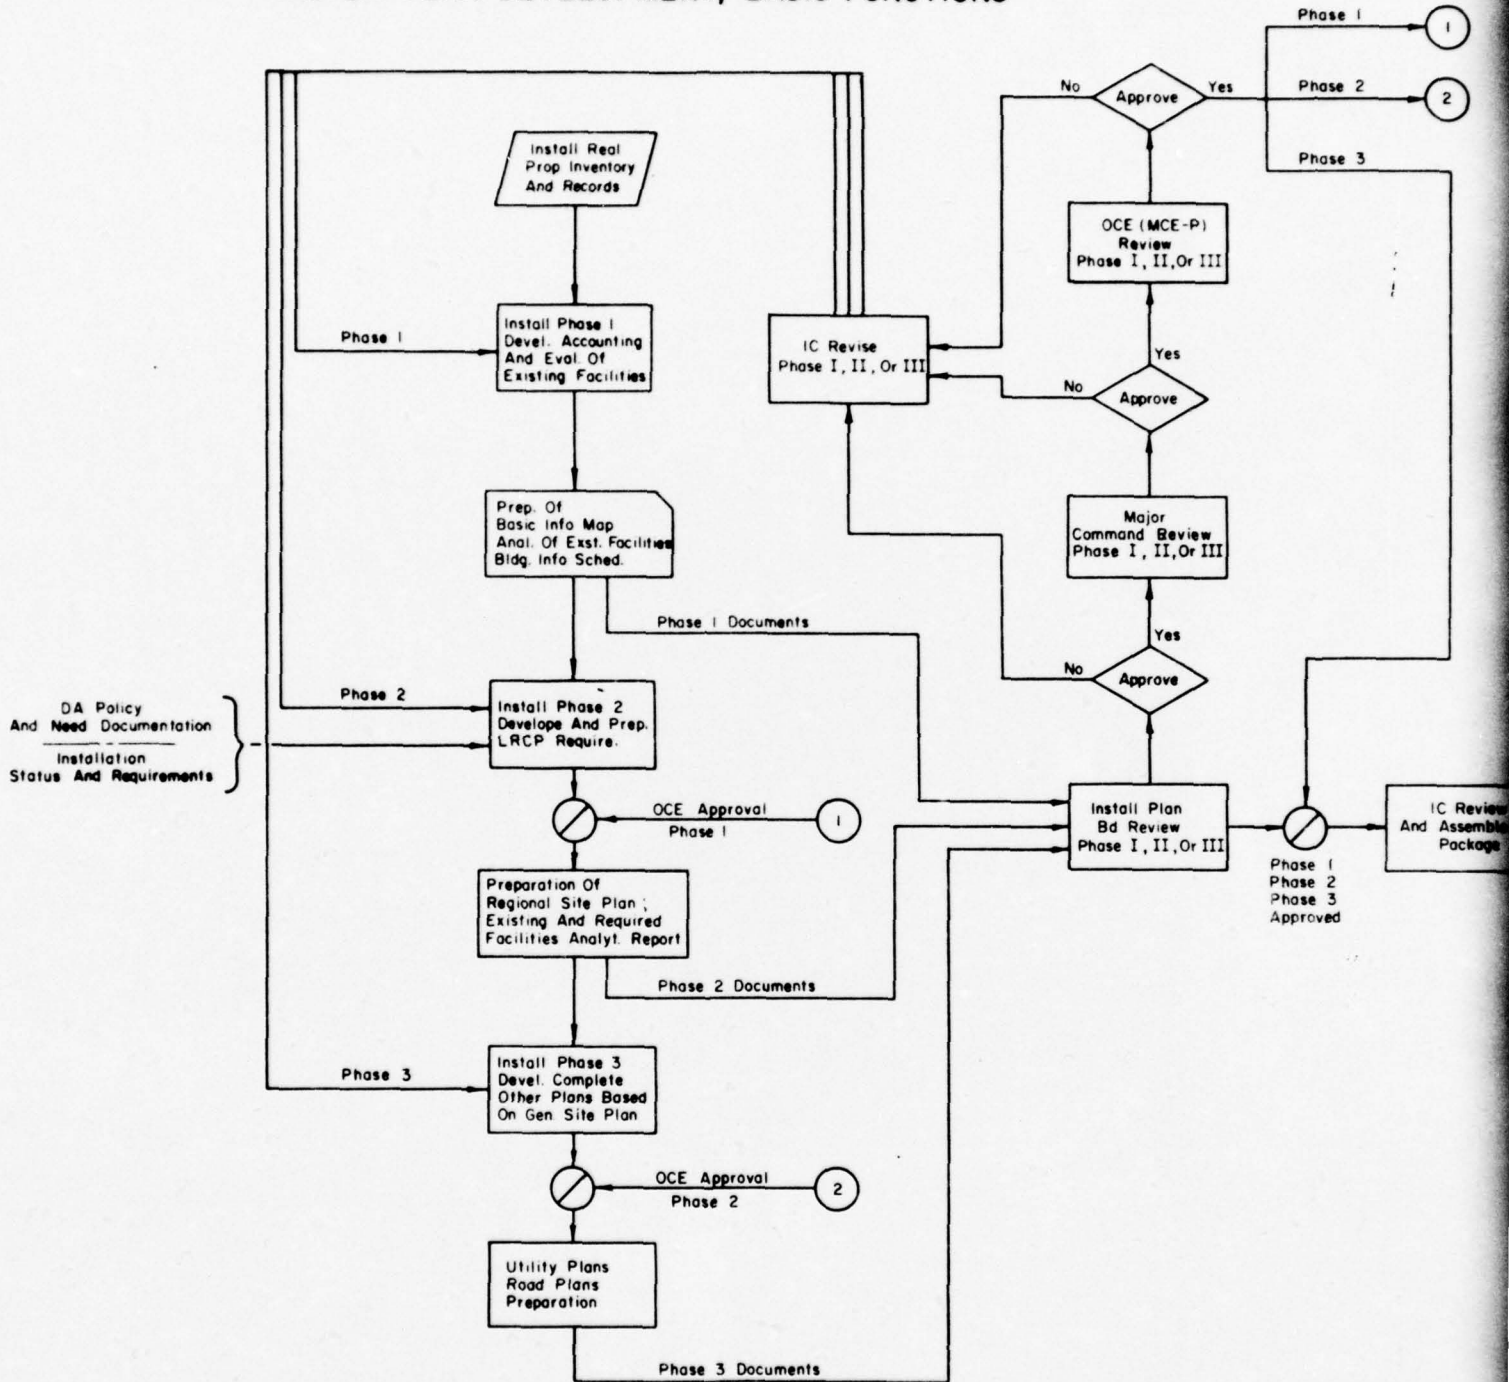 Phase 1
1
No
Approve
Yes
Phase 2
2
Phase 3
Install Real
Prop Inventory
And Records
OCE (MCE-P)
Review
Phase I, II, Or III
Phase 1
Install Phase 1
Devel. Accounting
And Eval. Of
Existing Facilities
IC Revise
Phase I, II, Or III
Yes
No
Approve
Prep. Of
Basic Info Map
Anal. Of Exst. Facilities
Bldg. Info Sched.
Major
Command Review
Phase I, II, Or III
Phase 1 Documents
Yes
No
Approve
DA Policy
And Need Documentation
Installation
Status And Requirements
Phase 2
Install Phase 2
Develope And Prep.
LRCP Require.
OCE Approval
Phase 1
1
Install Plan
Bd Review
Phase I, II, Or III
Phase 1
Phase 2
Phase 3
Approved
IC Review
And Assemble
Package
Preparation Of
Regional Site Plan ;
Existing And Required
Facilities Analyt. Report
Phase 2 Documents
Phase 3
Install Phase 3
Devel. Complete
Other Plans Based
On Gen. Site Plan
OCE Approval
Phase 2
2
Utility Plans
Road Plans
Preparation
Phase 3 Documents